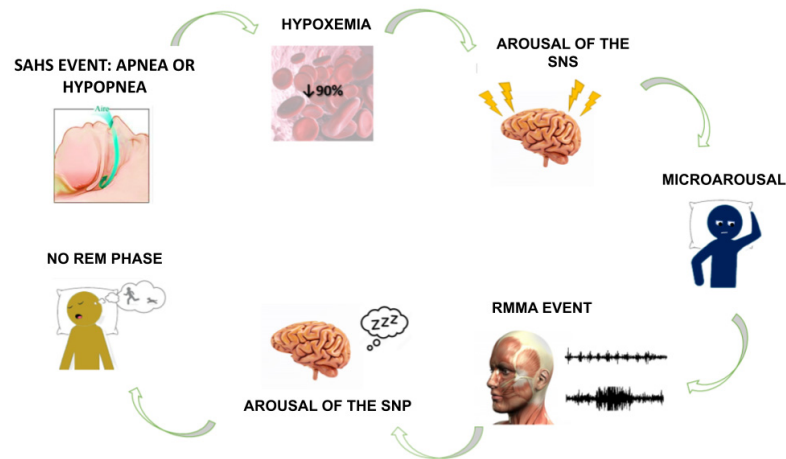 HYPOXEMIA
↓90%
SAHS EVENT: APNEA OR
HYPOPNEA
AROUSAL OF THE
SNS
MICROAROUSAL
RMMA EVENT
AROUSAL OF THE SNP
zzz
NO REM PHASE